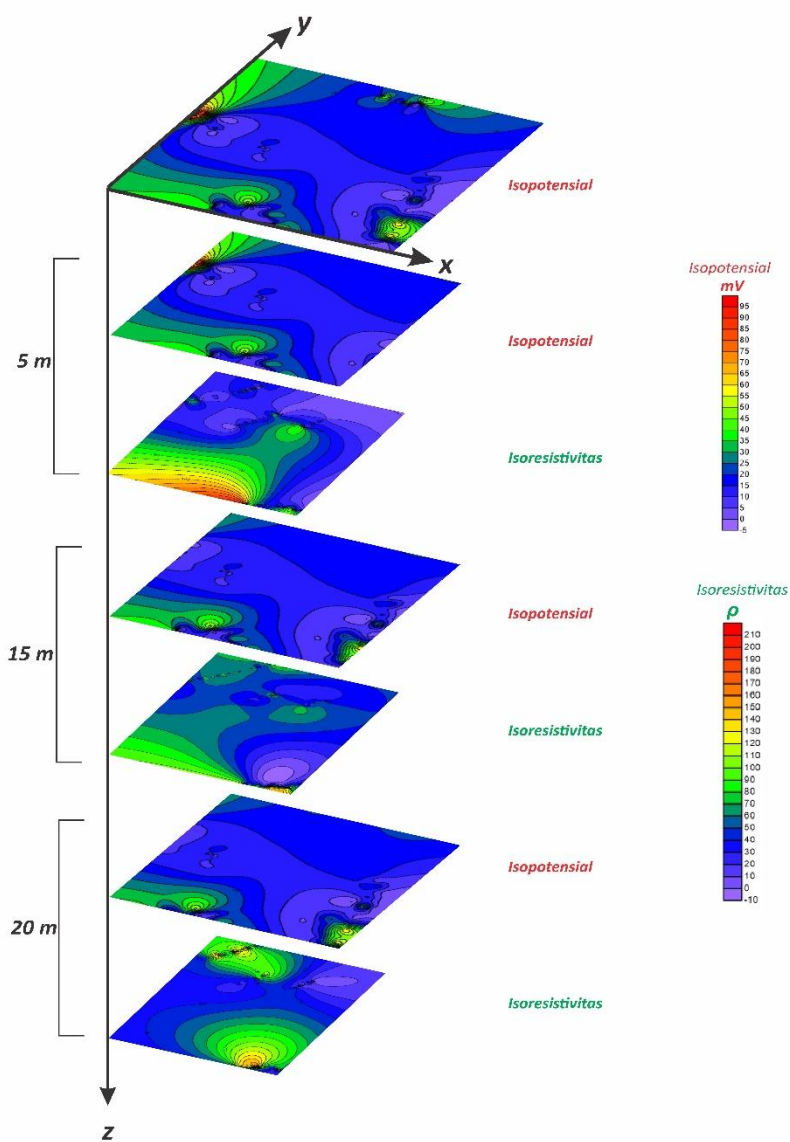 y
Isopotensial
x
Isopotensial
mV
95
90
85
80
75
70
65
60
55
50
45
40
35
30
25
20
15
10
5
0
-5
Isopotensial
5 m
Isoresistivitas
Isopotensial
15 m
Isoresistivitas
ρ
210
200
190
180
170
160
150
140
130
120
110
100
90
80
70
60
50
40
30
20
10
0
-10
Isoresistivitas
Isopotensial
20 m
Isoresistivitas
z